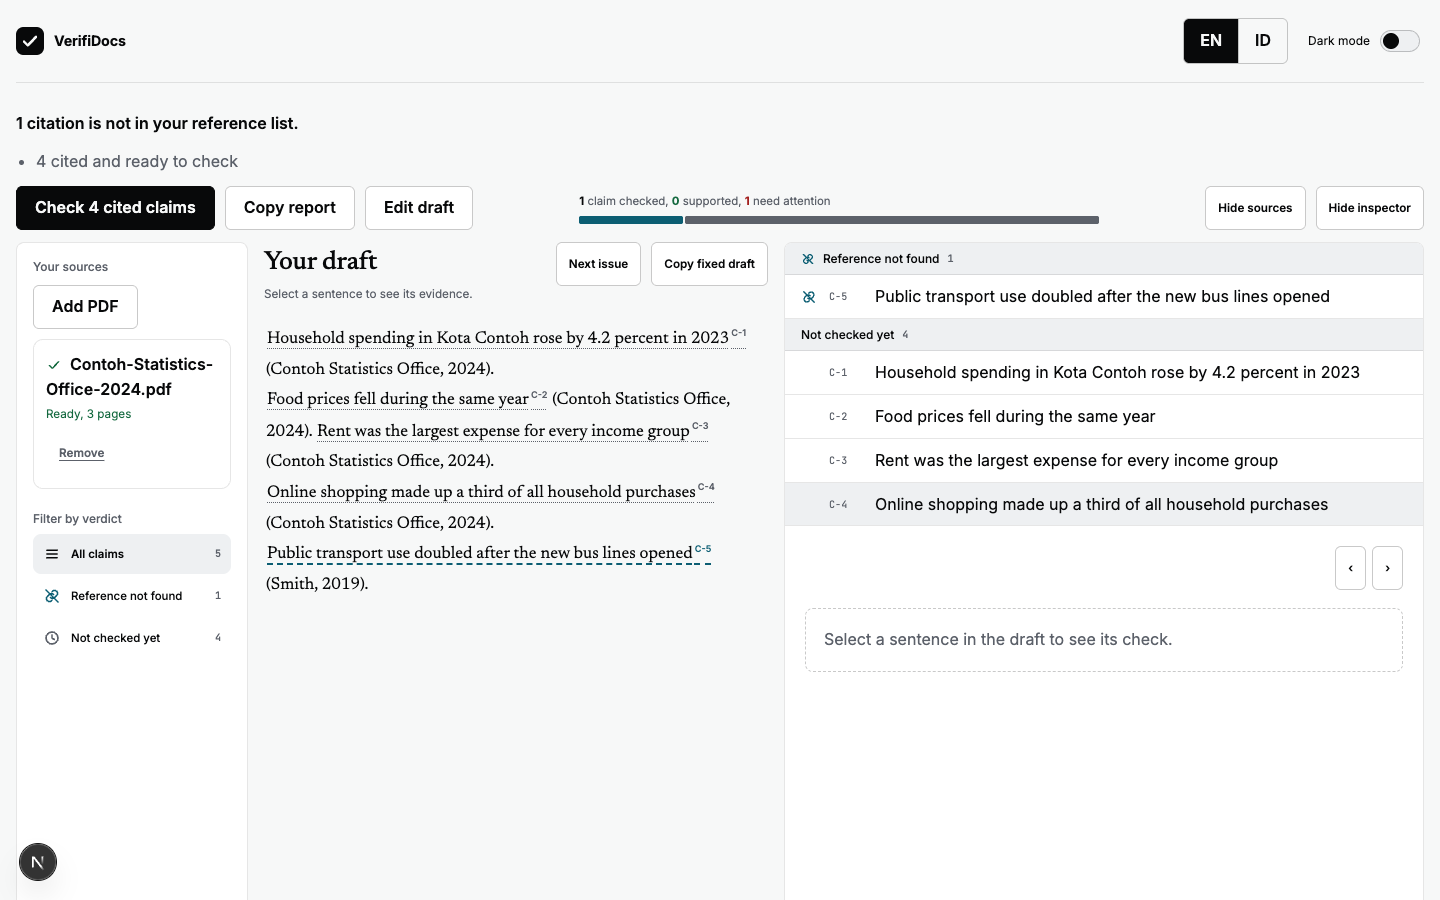 VerifiDocs
EN
ID
Dark mode
1 citation is not in your reference list.
• 4 cited and ready to check
Check 4 cited claims
Copy report
Edit draft
1 claim checked, 0 supported, 1 need attention
Hide sources
Hide inspector
Your sources
Add PDF
Contoh-Statistics-
Office-2024.pdf
Ready, 3 pages
Remove
Filter by verdict
All claims 5
Reference not found 1
Not checked yet 4
Your draft
Next issue
Copy fixed draft
Select a sentence to see its evidence.
Household spending in Kota Contoh rose by 4.2 percent in 2023 C-1
(Contoh Statistics Office, 2024).
Food prices fell during the same year C-2 (Contoh Statistics Office,
2024). Rent was the largest expense for every income group C-3
(Contoh Statistics Office, 2024).
Online shopping made up a third of all household purchases C-4
(Contoh Statistics Office, 2024).
Public transport use doubled after the new bus lines opened C-5
(Smith, 2019).
Reference not found 1
C-5 Public transport use doubled after the new bus lines opened
Not checked yet 4
C-1 Household spending in Kota Contoh rose by 4.2 percent in 2023
C-2 Food prices fell during the same year
C-3 Rent was the largest expense for every income group
C-4 Online shopping made up a third of all household purchases
‹ ›
Select a sentence in the draft to see its check.
N